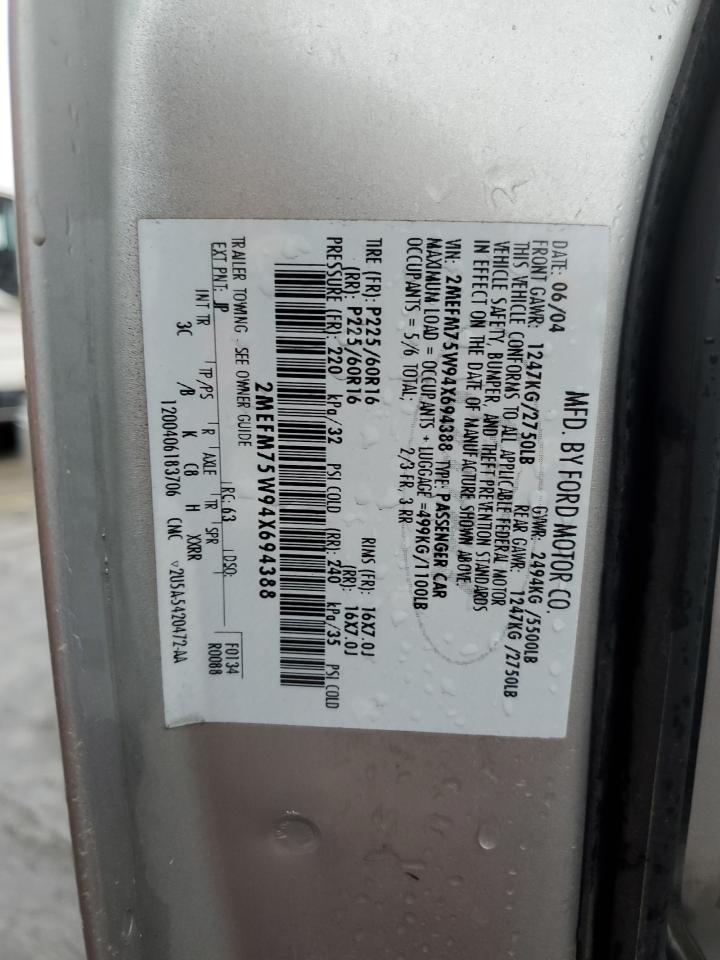 MFD. BY FORD MOTOR CO.
DATE: 06/04 GVWR: 2494KG /5500LB
FRONT GAWR: 1247KG/2750LB REAR GAWR: 1247KG /2750LB
THIS VEHICLE CONFORMS TO ALL APPLICABLE FEDERAL MOTOR
VEHICLE SAFETY, BUMPER, AND THEFT PREVENTION STANDARDS
IN EFFECT ON THE DATE OF MANUFACTURE SHOWN ABOVE.
VIN: 2MEFM75W94X694388 TYPE: PASSENGER CAR
MAXIMUM LOAD = OCCUPANTS + LUGGAGE =499KG/1100LB
OCCUPANTS = 5/6 TOTAL; 2/3 FR, 3 RR
TIRE (FR): P225/60R16 RINS (FR): 16X7.0J
(RR): P225/60R16 (RR): 16X7.0J
PRESSURE (FR): 220 kPa/32 PSI COLD (RR): 240 kPa/35 PSI COLD
2MEFM75W94X694388
TRAILER TOWING - SEE OWNER GUIDE
EXT PNT: JP RC: 63 DSO: F0134
R0088
INT TR TP/PS R AXLE TR SPR
3C /B K C8 H XXRR
1200406183706 CNC 2U5A5420472-AA